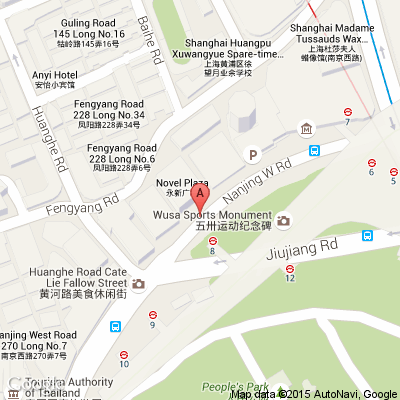 Guling Road
145 Long No.16
牯岭路145弄16号
Baihe Rd
Shanghai Huangpu
Xuwangyue Spare-time...
上海黄浦区徐
望月业余学校
Shanghai Madame
Tussauds Wax...
上海杜莎夫人
蜡像馆(南京西路)
Anyi Hotel
安怡小宾馆
Huanghe Rd
Fengyang Road
228 Long No.34
凤阳路228弄34号
Fengyang Road
228 Long No.6
凤阳路228弄6号
P
M
6
5
Nanjing W Rd
Novel Plaza
永新广
A
Fengyang Rd
Wusa Sports Monument
五卅运动纪念碑
8
Jiujiang Rd
Huanghe Road Cate
Lie Fallow Street
黄河路美食休闲街
12
9
anjing West Road
270 Long No.7
南京西路270弄7号
10
Tourism Authority
of Thailand
People's Park
©2015 AutoNavi, Google